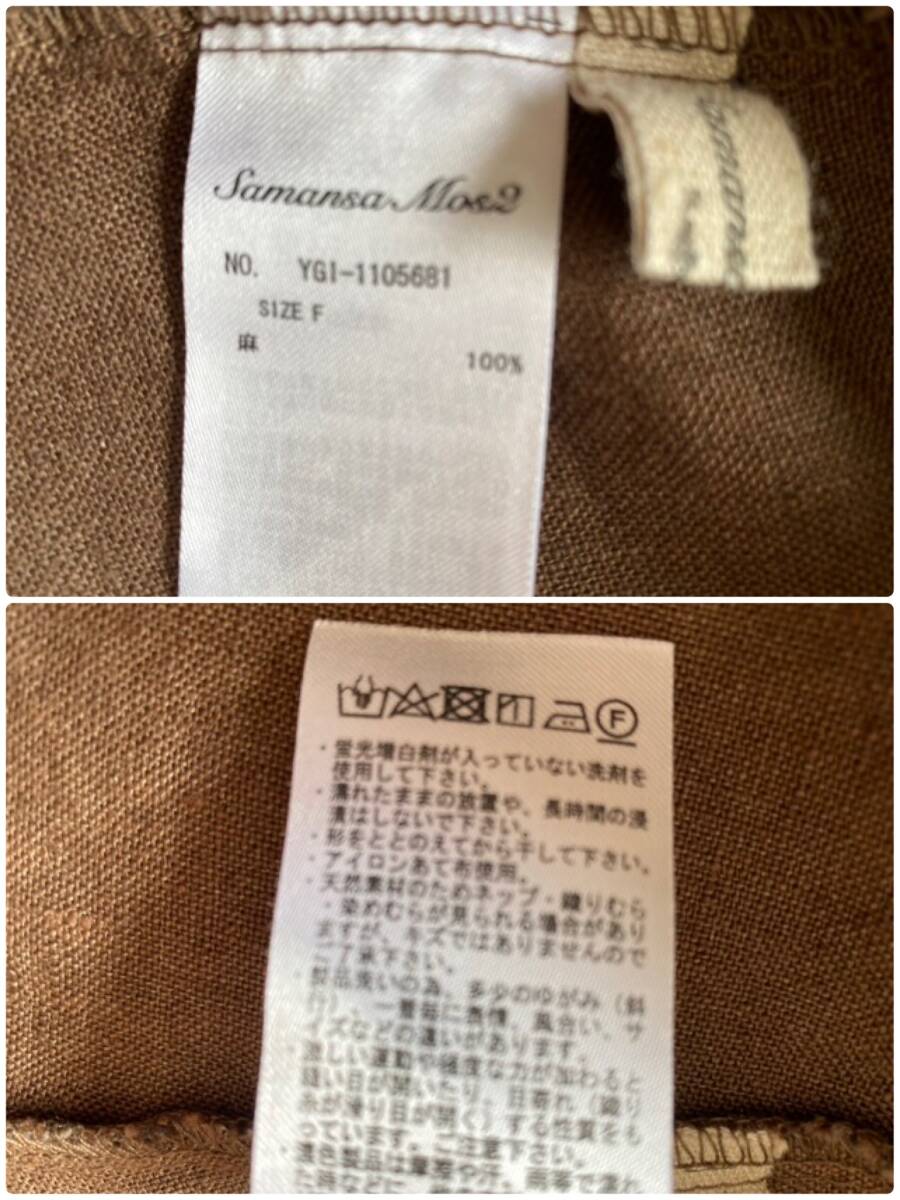 Samansa Mos2
NO. YGI-1105681
SIZE F
麻 100%
F
・蛍光増白剤が入っていない洗剤を
使用して下さい。
・濡れたままの放置や、長時間の浸
漬はしないで下さい。
・形をととのえてから干して下さい。
・アイロンあて布使用。
・天然素材のためネップ・織りむら
・染めむらが見られる場合があり
ますが、キズではありませんので
ご了承下さい。
・製品洗いの為、多少のゆがみ（斜
行）、一着毎に表情、風合い、サ
イズなどの違いがあります。
・激しい運動や強度な力が加わると
縫い目が開いたり、目寄れ（織り
糸が滑り目が開く）する性質をも
っています。ご注意下さい。
・濃色製品は摩擦や汗、雨等で濡れ